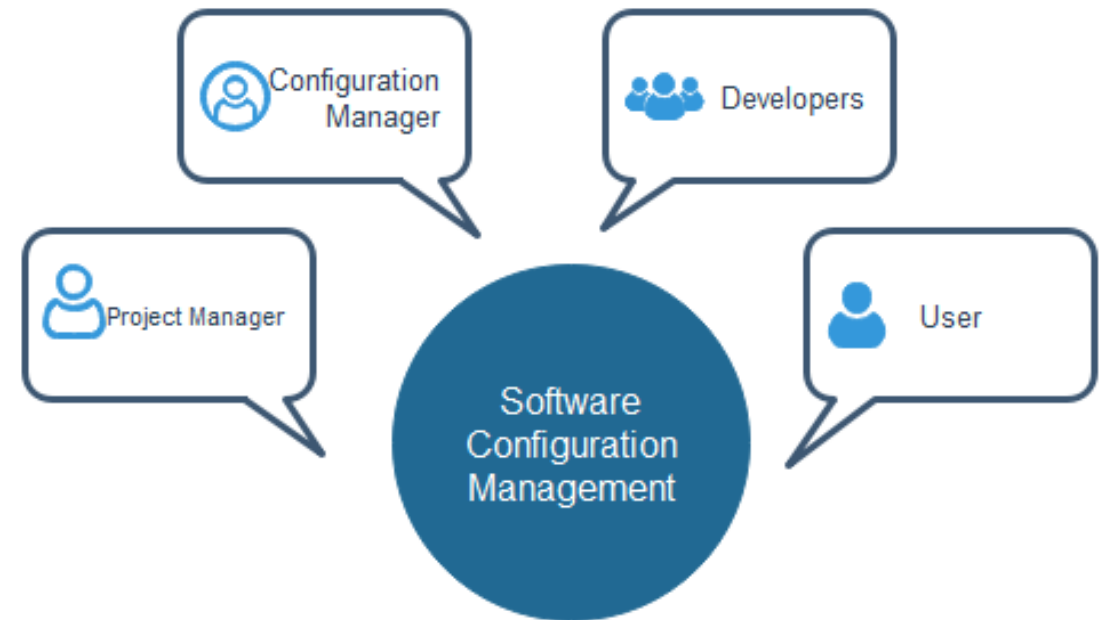 Configuration
Manager
Developers
Project Manager
User
Software
Configuration
Management